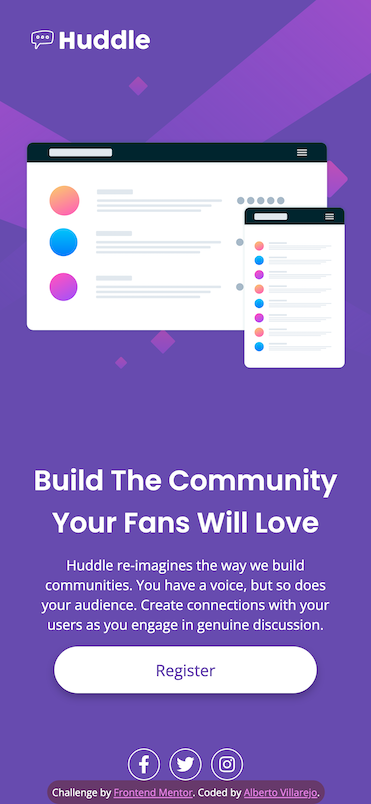 Huddle
Build The Community
Your Fans Will Love
Huddle re-imagines the way we build
communities. You have a voice, but so does
your audience. Create connections with your
users as you engage in genuine discussion.
Register
Challenge by Frontend Mentor. Coded by Alberto Villarejo.